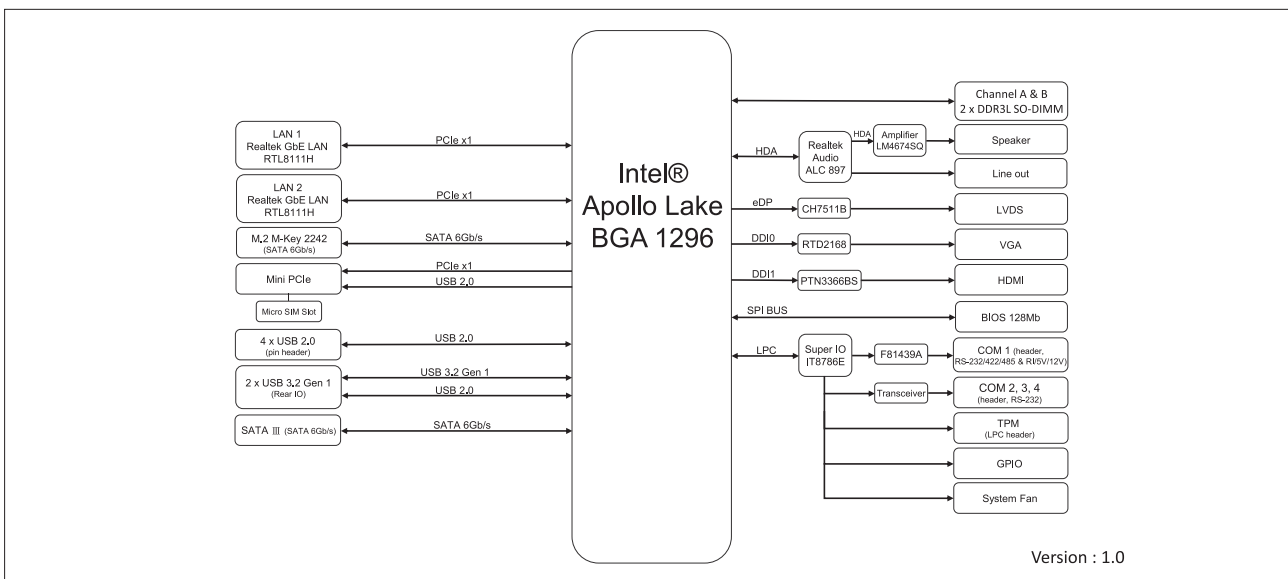 LAN 1
Realtek GbE LAN
RTL8111H
PCIe x1
LAN 2
Realtek GbE LAN
RTL8111H
PCIe x1
M.2 M-Key 2242
(SATA 6Gb/s)
SATA 6Gb/s
Mini PCIe
PCIe x1
USB 2.0
Micro SIM Slot
4 x USB 2.0
(pin header)
USB 2.0
2 x USB 3.2 Gen 1
(Rear IO)
USB 3.2 Gen 1
USB 2.0
SATA Ⅲ (SATA 6Gb/s)
SATA 6Gb/s
Intel®
Apollo Lake
BGA 1296
Channel A & B
2 x DDR3L SO-DIMM
HDA
Realtek
Audio
ALC 897
HDA
Amplifier
LM4674SQ
Speaker
Line out
eDP
CH7511B
LVDS
DDI0
RTD2168
VGA
DDI1
PTN3366BS
HDMI
SPI BUS
BIOS 128Mb
LPC
Super IO
IT8786E
F81439A
COM 1 (header,
RS-232/422/485 & RI/5V/12V)
Transceiver
COM 2, 3, 4
(header, RS-232)
TPM
(LPC header)
GPIO
System Fan
Version : 1.0